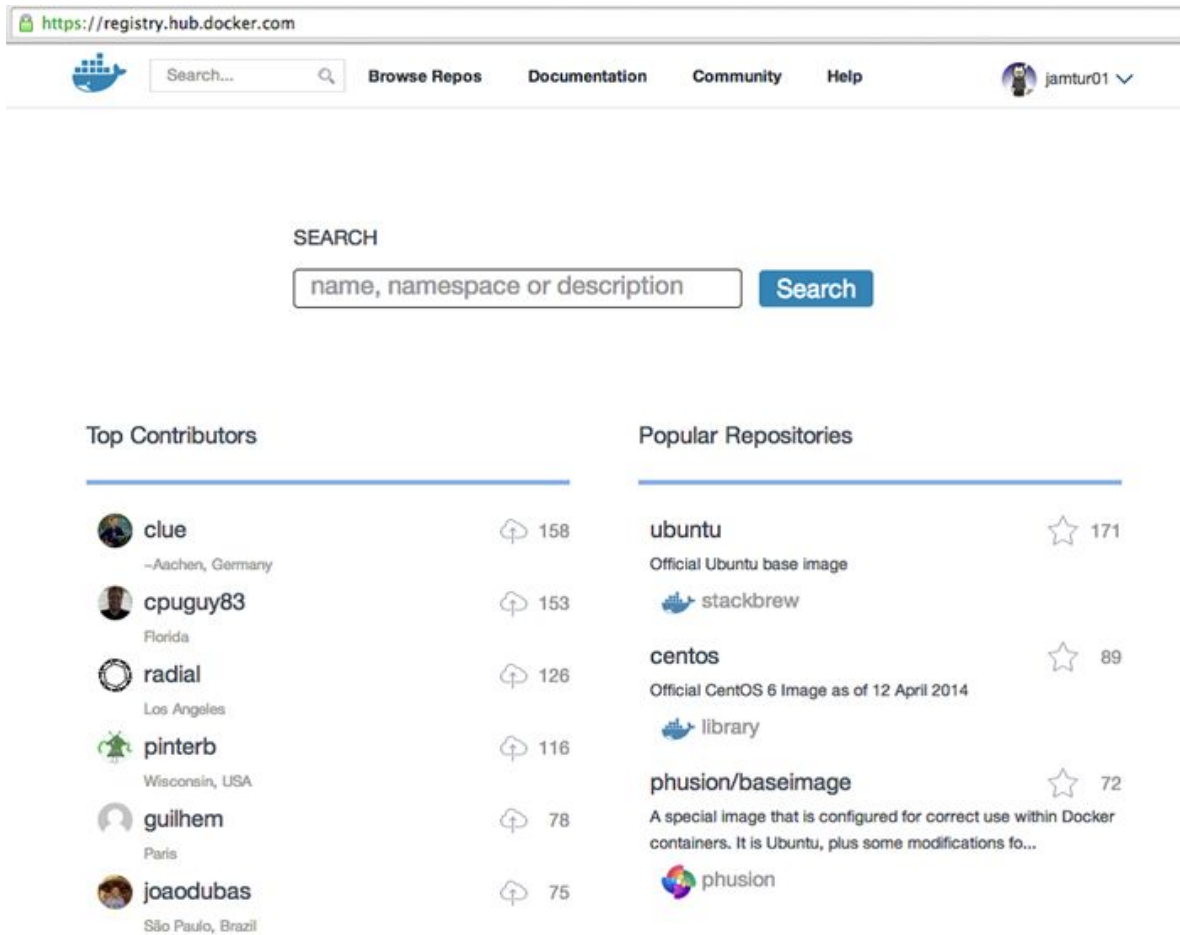 https://registry.hub.docker.com
Search... Browse Repos Documentation Community Help jamtur01
SEARCH
name, namespace or description Search
Top Contributors
clue 158
~Aachen, Germany
cpuguy83 153
Florida
radial 126
Los Angeles
pinterb 116
Wisconsin, USA
guilhem 78
Paris
joaodubas 75
São Paulo, Brazil
Popular Repositories
ubuntu 171
Official Ubuntu base image
stackbrew
centos 89
Official CentOS 6 Image as of 12 April 2014
library
phusion/baseimage 72
A special image that is configured for correct use within Docker
containers. It is Ubuntu, plus some modifications fo...
phusion